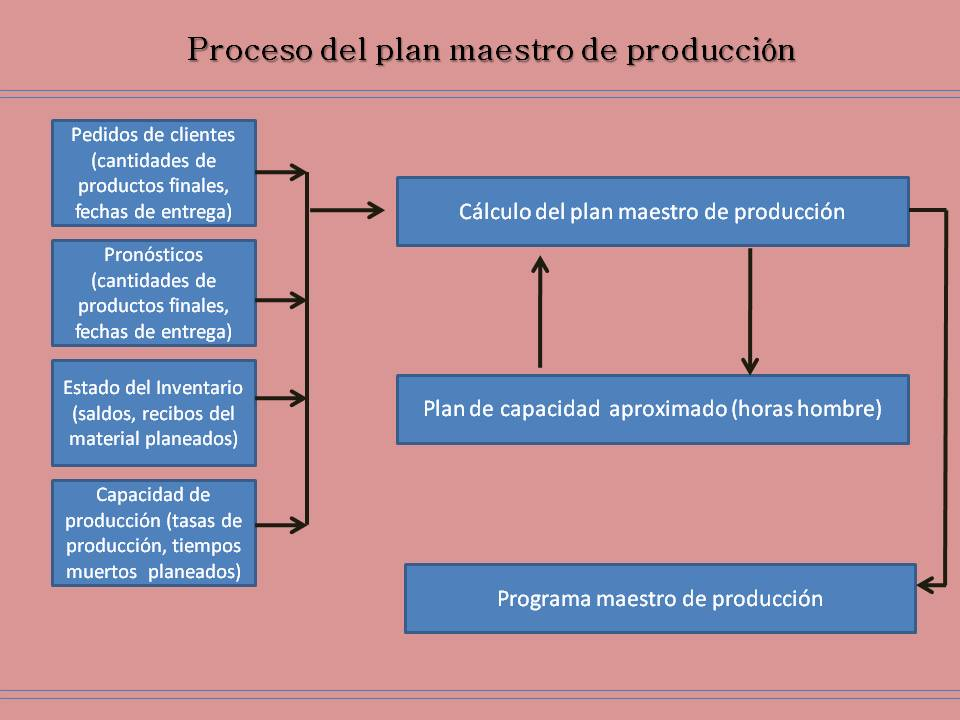 Proceso del plan maestro de producción
Pedidos de clientes
(cantidades de
productos finales,
fechas de entrega)
Pronósticos
(cantidades de
productos finales,
fechas de entrega)
Estado del Inventario
(saldos, recibos del
material planeados)
Capacidad de
producción (tasas de
producción, tiempos
muertos planeados)
Cálculo del plan maestro de producción
Plan de capacidad aproximado (horas hombre)
Programa maestro de producción